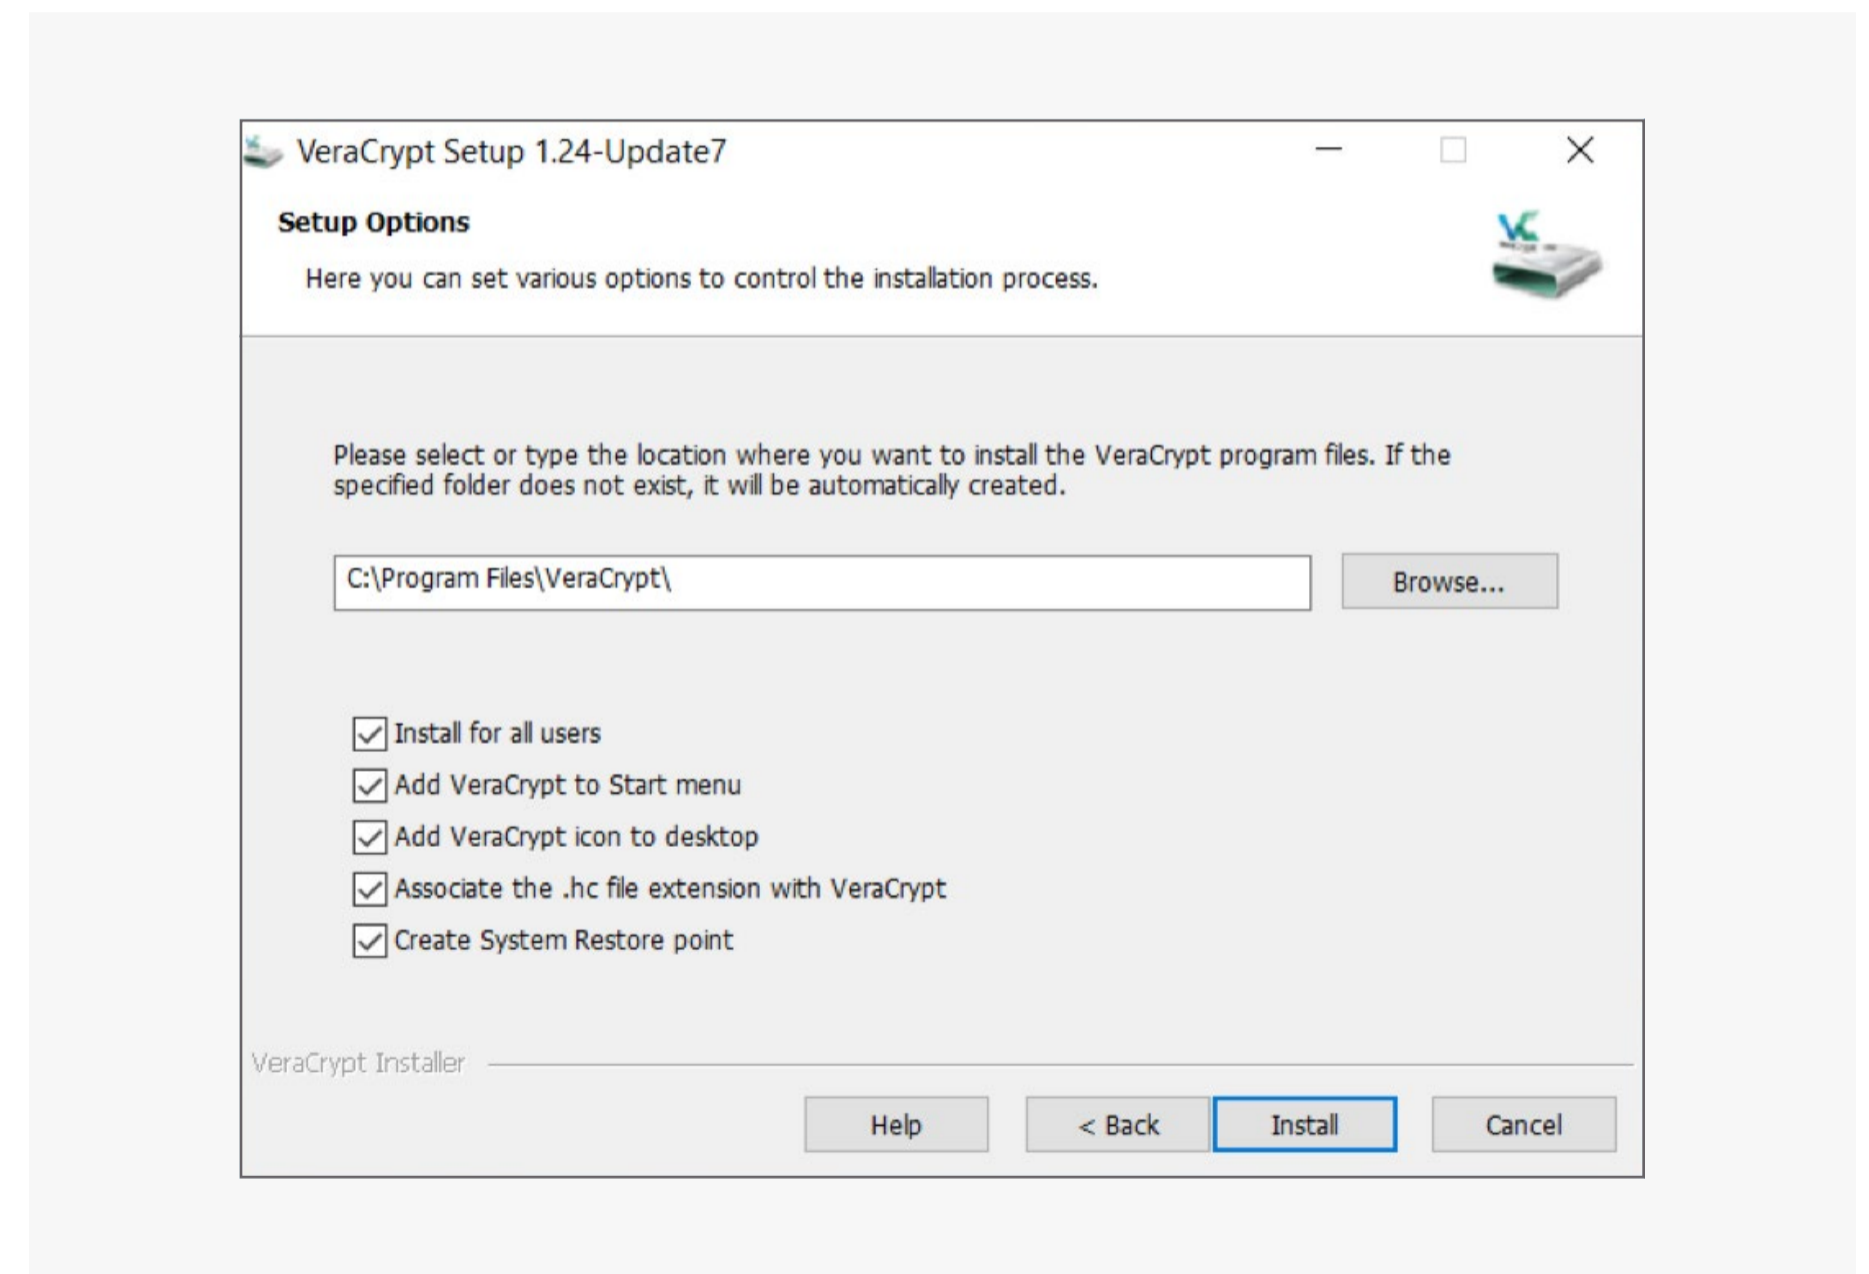 VeraCrypt Setup 1.24-Update7
Setup Options
Here you can set various options to control the installation process.
Please select or type the location where you want to install the VeraCrypt program files. If the
specified folder does not exist, it will be automatically created.
C:\Program Files\VeraCrypt\
Browse...
Install for all users
Add VeraCrypt to Start menu
Add VeraCrypt icon to desktop
Associate the .hc file extension with VeraCrypt
Create System Restore point
VeraCrypt Installer
Help
< Back
Install
Cancel